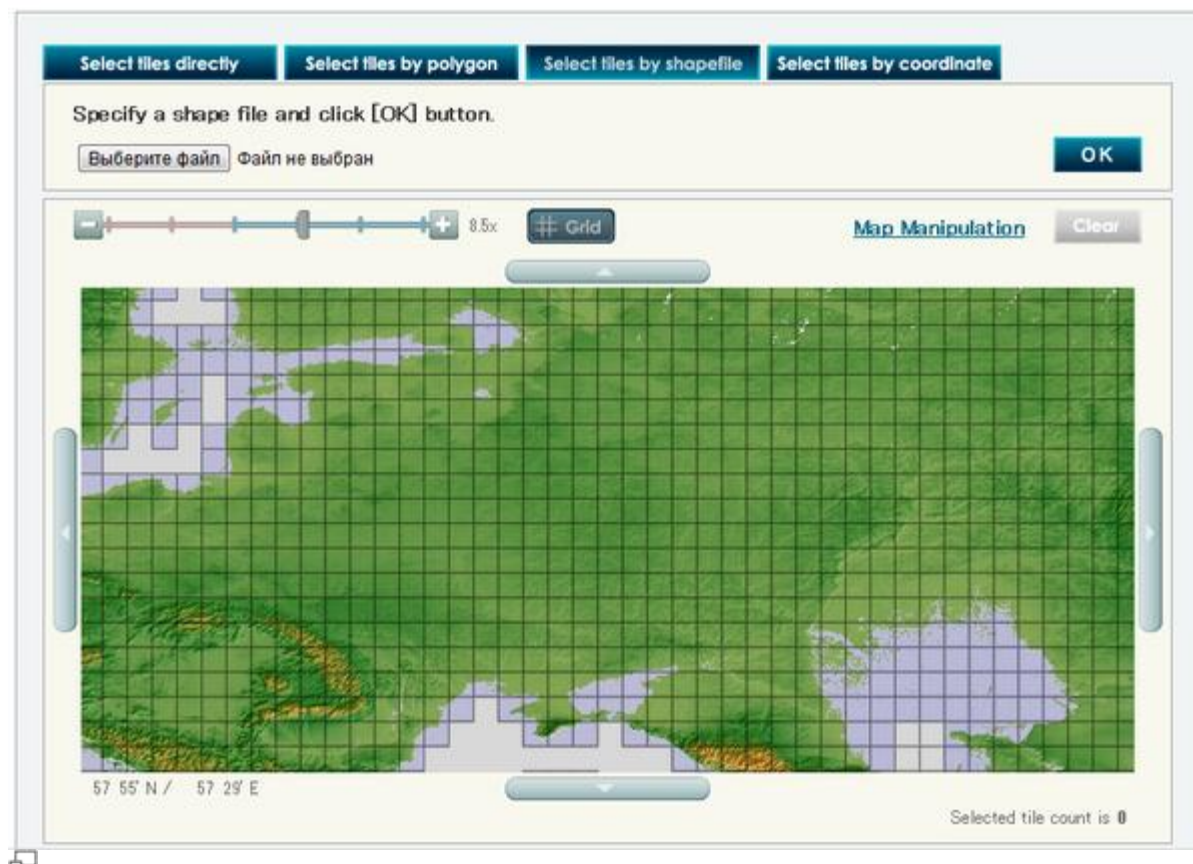 Select tiles directly Select tiles by polygon Select tiles by shapefile Select tiles by coordinate
Specify a shape file and click [OK] button.
Выберите файл Файл не выбран OK
8.5x Grid Map Manipulation Clear
57 55' N / 57 29' E
Selected tile count is 0